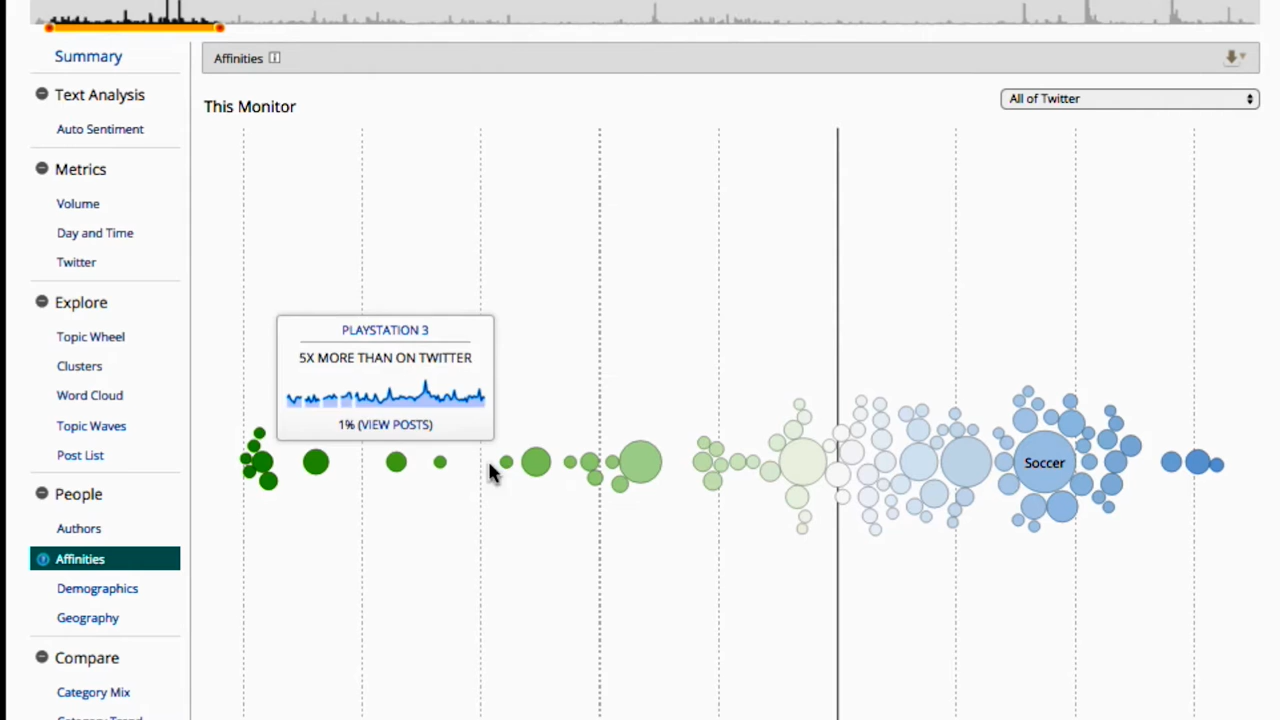 Summary
Text Analysis
Auto Sentiment
Metrics
Volume
Day and Time
Twitter
Explore
Topic Wheel
Clusters
Word Cloud
Topic Waves
Post List
People
Authors
Affinities
Demographics
Geography
Compare
Category Mix
Category Trend
Affinities
This Monitor
All of Twitter
PLAYSTATION 3
5X MORE THAN ON TWITTER
1% (VIEW POSTS)
Soccer